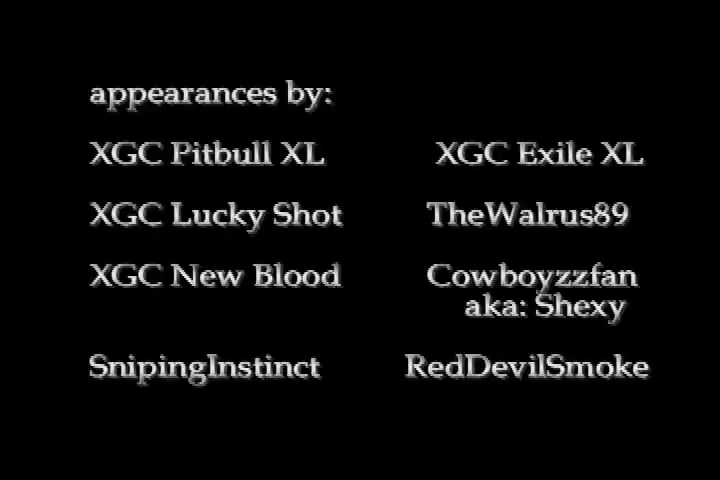 appearances by:
XGC Pitbull XL XGC Exile XL
XGC Lucky Shot TheWalrus89
XGC New Blood Cowboyzzfan
aka: Shexy
SnipingInstinct RedDevilSmoke